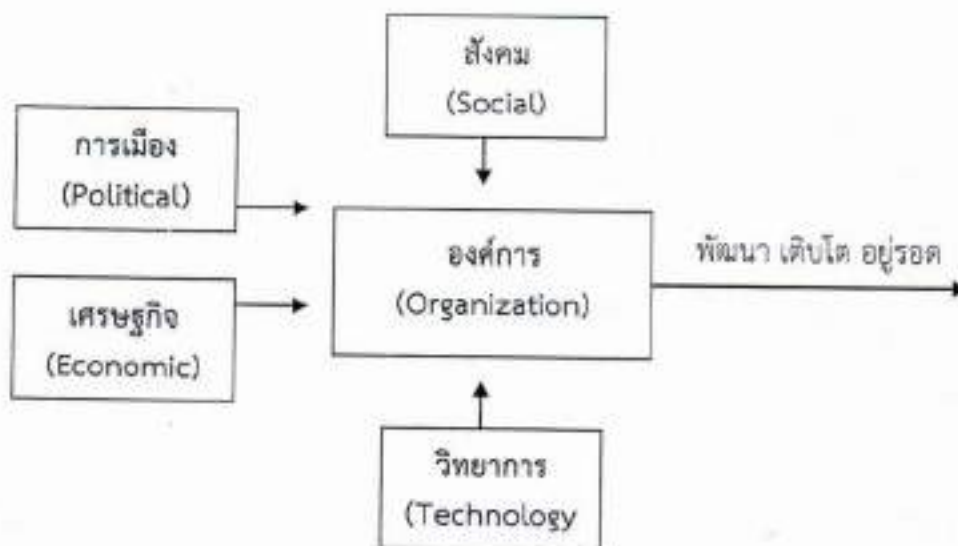 สังคม
(Social)
การเมือง
(Political)
องค์การ
(Organization)
พัฒนา เติบโต อยู่รอด
เศรษฐกิจ
(Economic)
วิทยาการ
(Technology